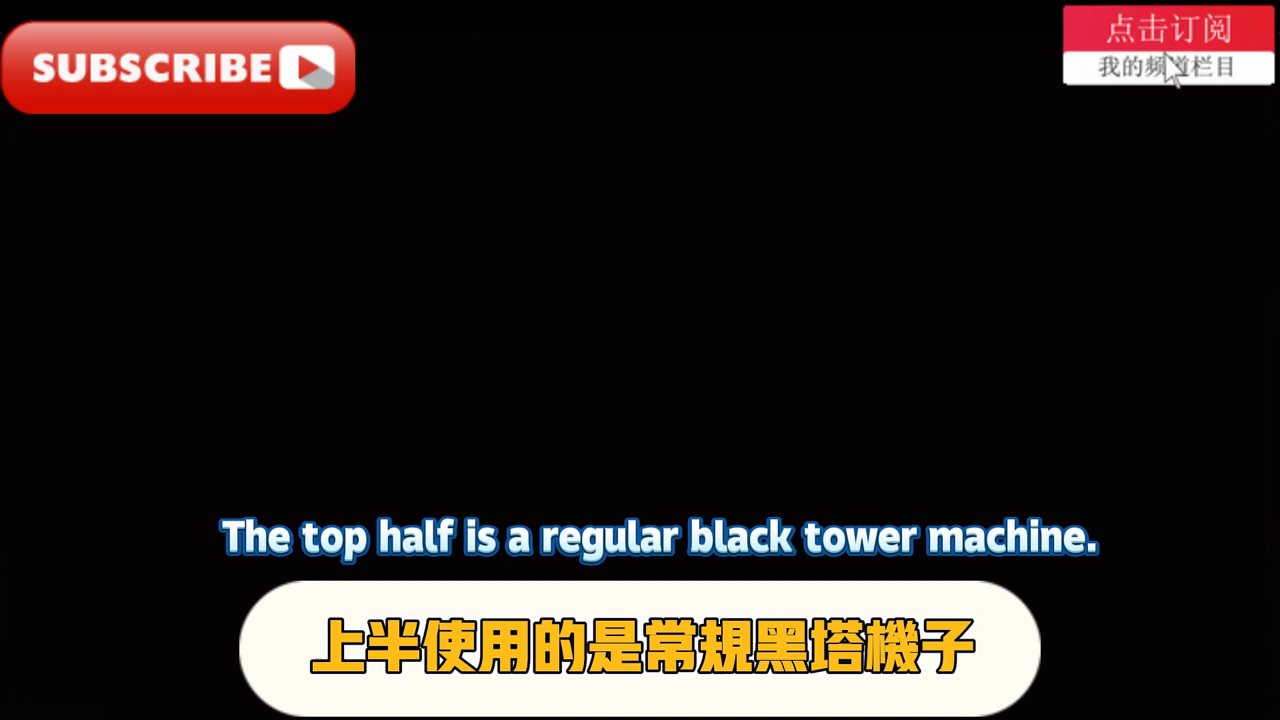 SUBSCRIBE
点击订阅
我的频道栏目
The top half is a regular black tower machine.
上半使用的是常規黑塔機子